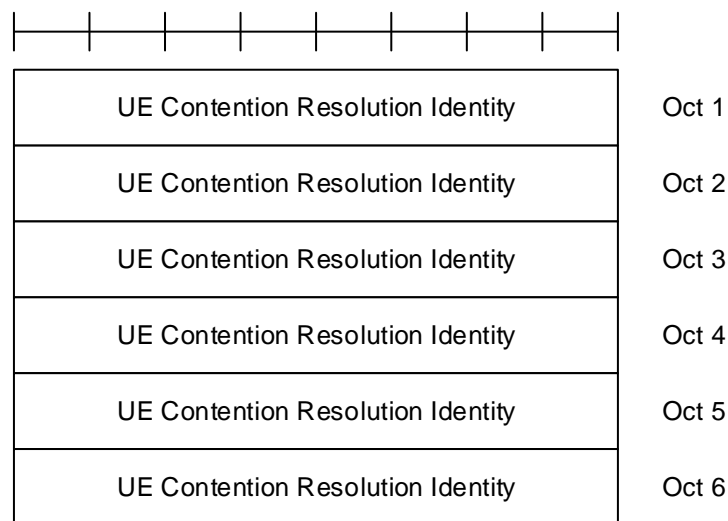 UE Contention Resolution Identity Oct 1
UE Contention Resolution Identity Oct 2
UE Contention Resolution Identity Oct 3
UE Contention Resolution Identity Oct 4
UE Contention Resolution Identity Oct 5
UE Contention Resolution Identity Oct 6